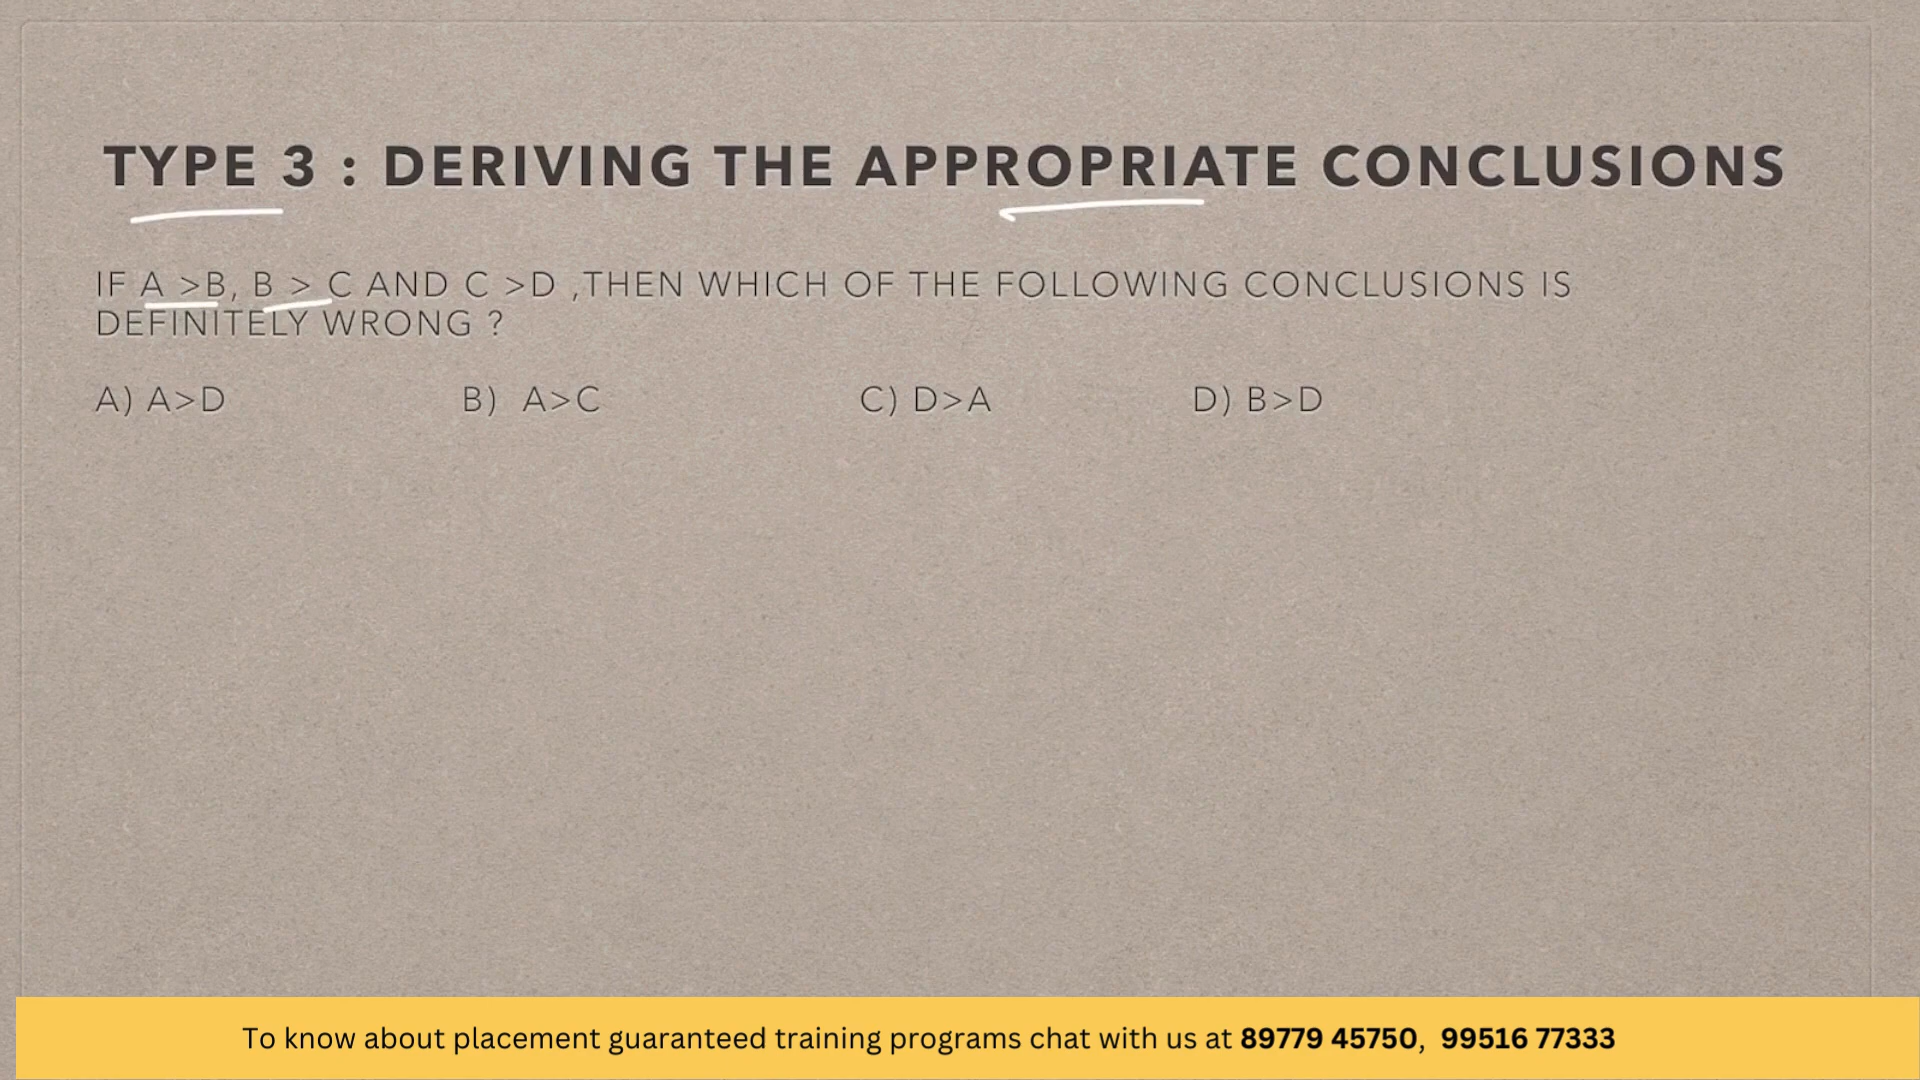 TYPE 3 : DERIVING THE APPROPRIATE CONCLUSIONS
IF A >B, B > C AND C >D ,THEN WHICH OF THE FOLLOWING CONCLUSIONS IS
DEFINITELY WRONG ?
A) A>D B) A>C C) D>A D) B>D
To know about placement guaranteed training programs chat with us at 89779 45750, 99516 77333